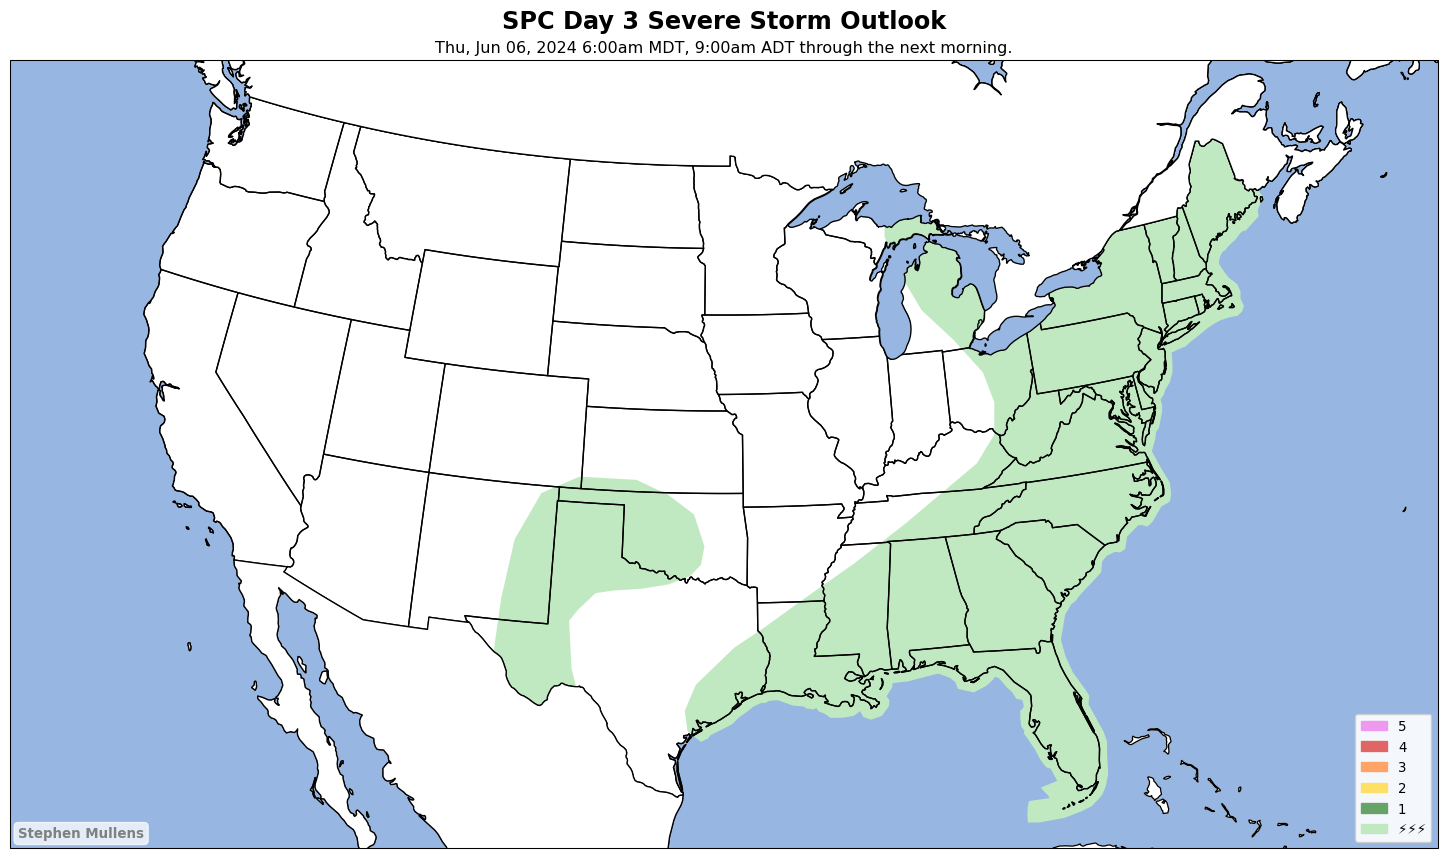 SPC Day 3 Severe Storm Outlook
Thu, Jun 06, 2024 6:00am MDT, 9:00am ADT through the next morning.
5
4
3
2
1
⚡⚡⚡
Stephen Mullens